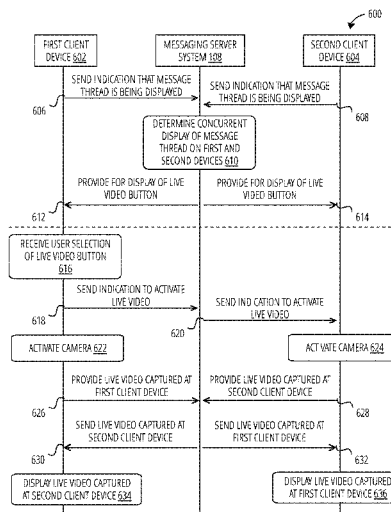 600
FIRST CLIENT
DEVICE 602
MESSAGING SERVER
SYSTEM 108
SECOND CLIENT
DEVICE 604
SEND INDICATION THAT MESSAGE
THREAD IS BEING DISPLAYED
606
SEND INDICATION THAT MESSAGE
THREAD IS BEING DISPLAYED
608
DETERMINE CONCURRENT
DISPLAY OF MESSAGE
THREAD ON FIRST AND
SECOND DEVICES 610
PROVIDE FOR DISPLAY OF LIVE
VIDEO BUTTON
612
PROVIDE FOR DISPLAY OF LIVE
VIDEO BUTTON
614
RECEIVE USER SELECTION
OF LIVE VIDEO BUTTON
616
SEND INDICATION TO ACTIVATE
LIVE VIDEO
618
SEND INDICATION TO ACTIVATE
LIVE VIDEO
620
ACTIVATE CAMERA 622
ACTIVATE CAMERA 624
PROVIDE LIVE VIDEO CAPTURED AT
FIRST CLIENT DEVICE
626
PROVIDE LIVE VIDEO CAPTURED AT
SECOND CLIENT DEVICE
628
SEND LIVE VIDEO CAPTURED AT
SECOND CLIENT DEVICE
630
SEND LIVE VIDEO CAPTURED AT
FIRST CLIENT DEVICE
632
DISPLAY LIVE VIDEO CAPTURED
AT SECOND CLIENT DEVICE 634
DISPLAY LIVE VIDEO CAPTURED
AT FIRST CLIENT DEVICE 636